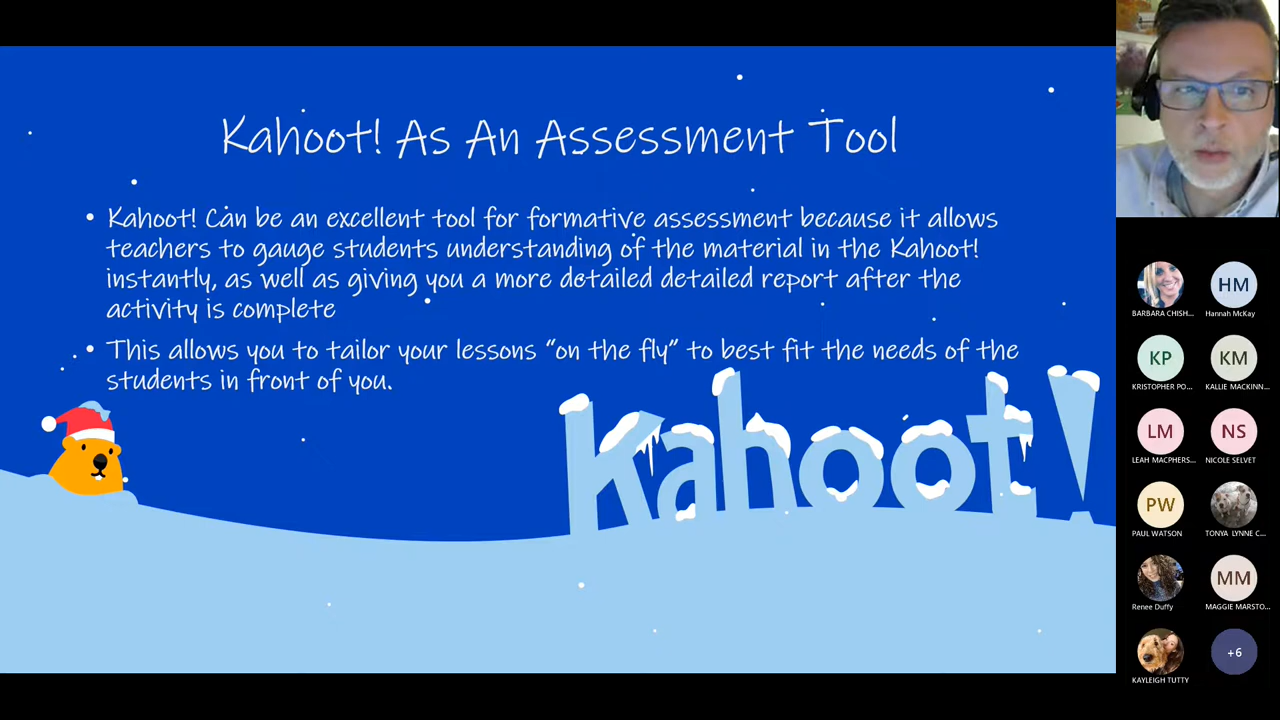 Kahoot! As An Assessment Tool
• Kahoot! Can be an excellent tool for formative assessment because it allows
teachers to gauge students understanding of the material in the Kahoot!
instantly, as well as giving you a more detailed detailed report after the
activity is complete
• This allows you to tailor your lessons “on the fly” to best fit the needs of the
students in front of you.
Kahoot!
HM
BARBARA CHISH...
Hannah McKay
KP
KM
KRISTOPHER PO...
KALLIE MACKINN...
LM
NS
LEAH MACPHERS...
NICOLE SELVET
PW
PAUL WATSON
TONYA LYNNE C...
MM
Renee Duffy
MAGGIE MARSTO...
+6
KAYLEIGH TUTTY